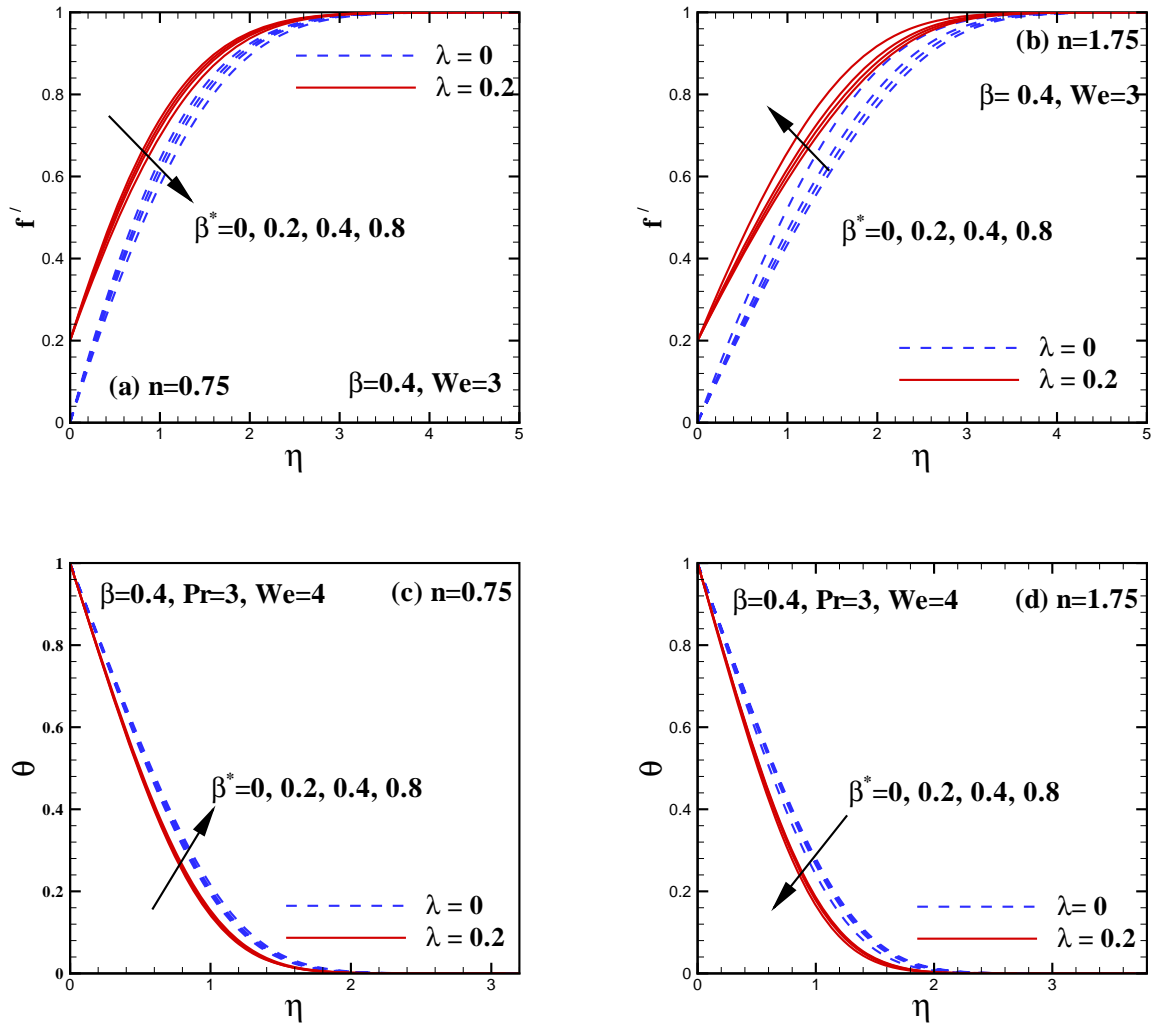 f ′
1
0.8
0.6
0.4
0.2
0
0 1 2 3 4 5
η
λ = 0
λ = 0.2
β*=0, 0.2, 0.4, 0.8
(a) n=0.75
β=0.4, We=3
f ′
1
0.8
0.6
0.4
0.2
0
0 1 2 3 4 5
η
(b) n=1.75
β= 0.4, We=3
β*=0, 0.2, 0.4, 0.8
λ = 0
λ = 0.2
θ
1
0.8
0.6
0.4
0.2
0
0 1 2 3
η
β=0.4, Pr=3, We=4
(c) n=0.75
β*=0, 0.2, 0.4, 0.8
λ = 0
λ = 0.2
θ
1
0.8
0.6
0.4
0.2
0
0 1 2 3
η
β=0.4, Pr=3, We=4
(d) n=1.75
β*=0, 0.2, 0.4, 0.8
λ= 0
λ = 0.2